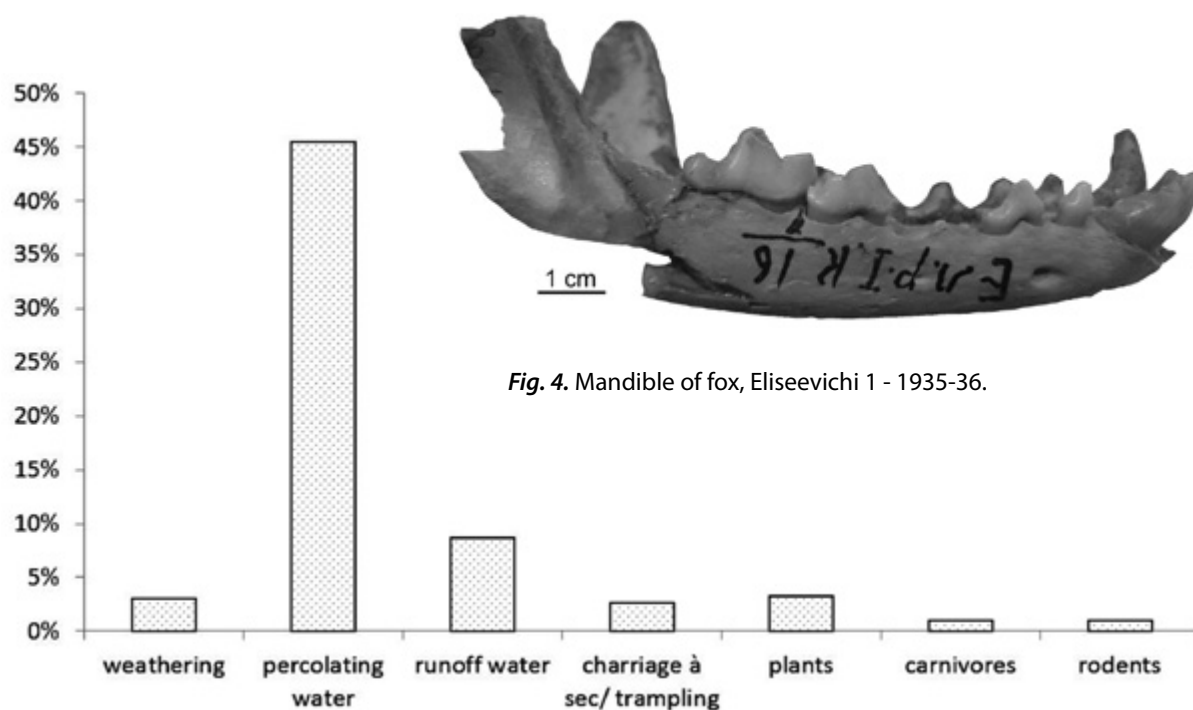 50%
45%
40%
35%
30%
25%
20%
15%
10%
5%
0%
weathering
percolating
water
runoff water
charriage à
sec/ trampling
plants
carnivores
rodents
1 cm
Fig. 4. Mandible of fox, Eliseevichi 1 - 1935-36.